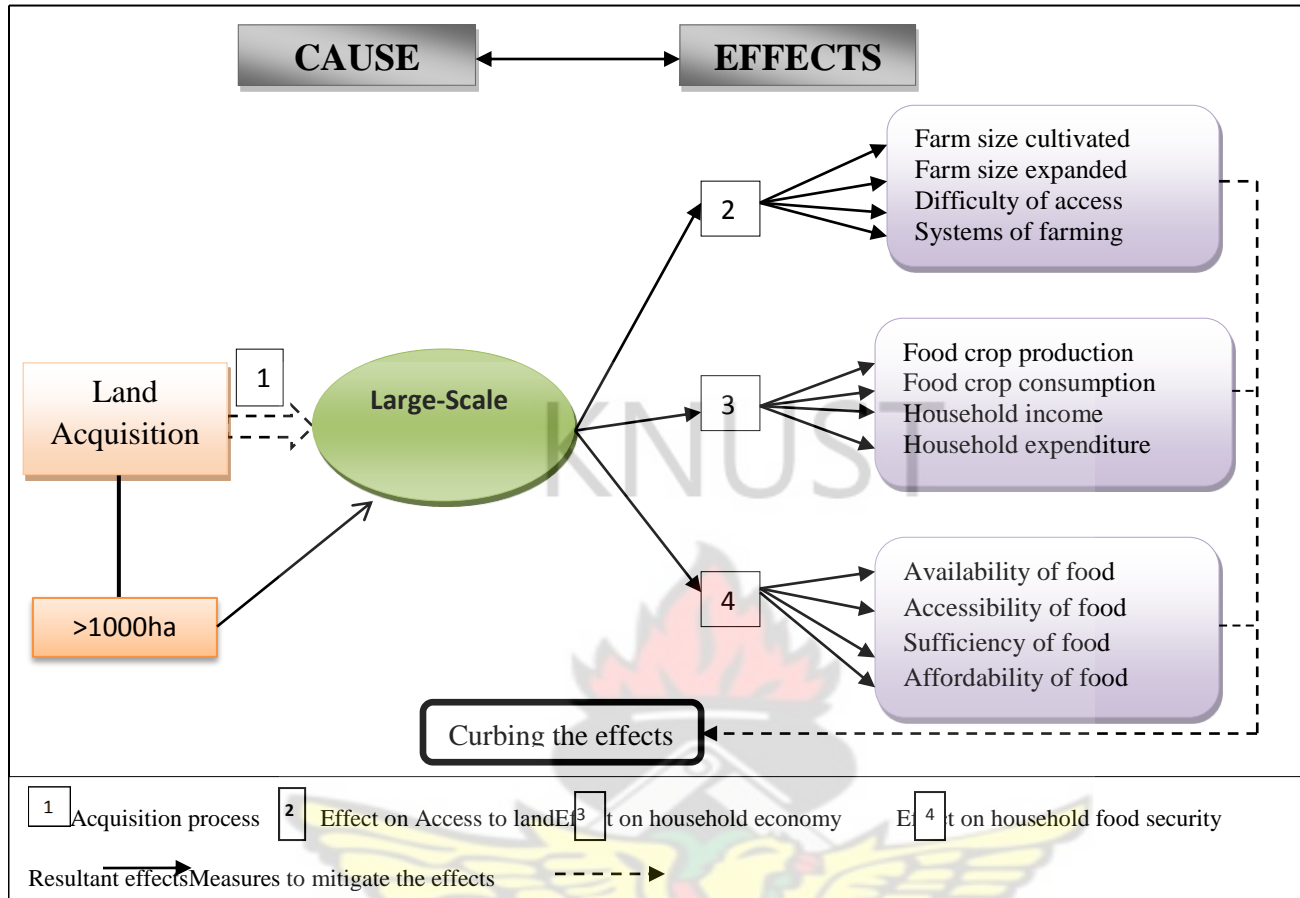 CAUSE
EFFECTS
Farm size cultivated
Farm size expanded
Difficulty of access
Systems of farming
2
1
Land
Acquisition
Large-Scale
3
Food crop production
Food crop consumption
Household income
Household expenditure
KNUST
>1000ha
4
Availability of food
Accessibility of food
Sufficiency of food
Affordability of food
Curbing the effects
1 Acquisition process 2 Effect on Access to land 3 t on household economy 4 on household food security
Resultant effects Measures to mitigate the effects